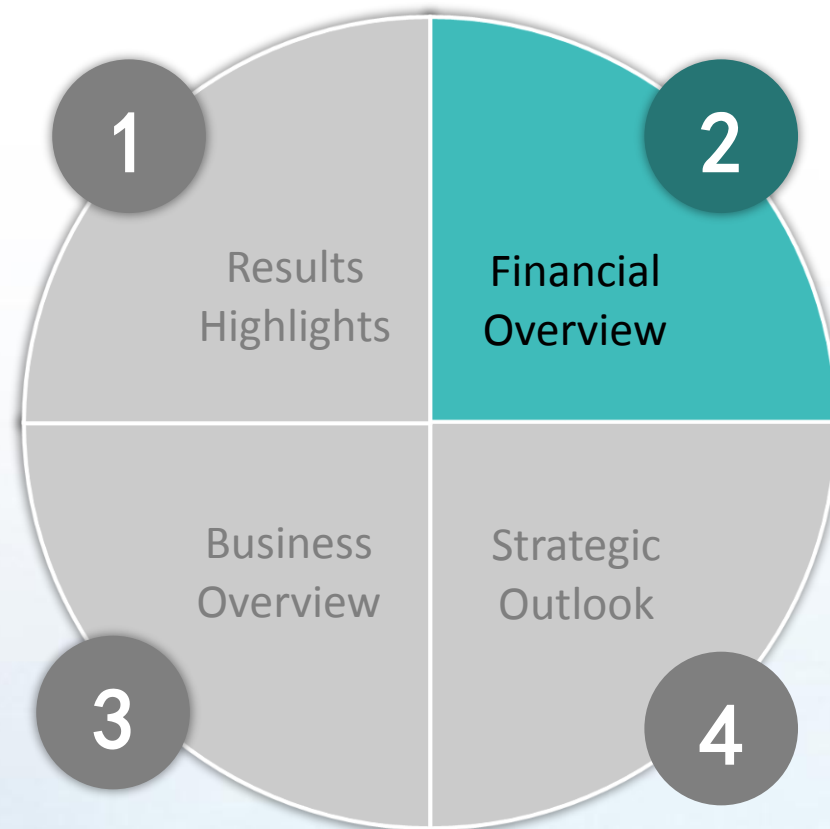 1
Results
Highlights
2
Financial
Overview
3
Business
Overview
4
Strategic
Outlook